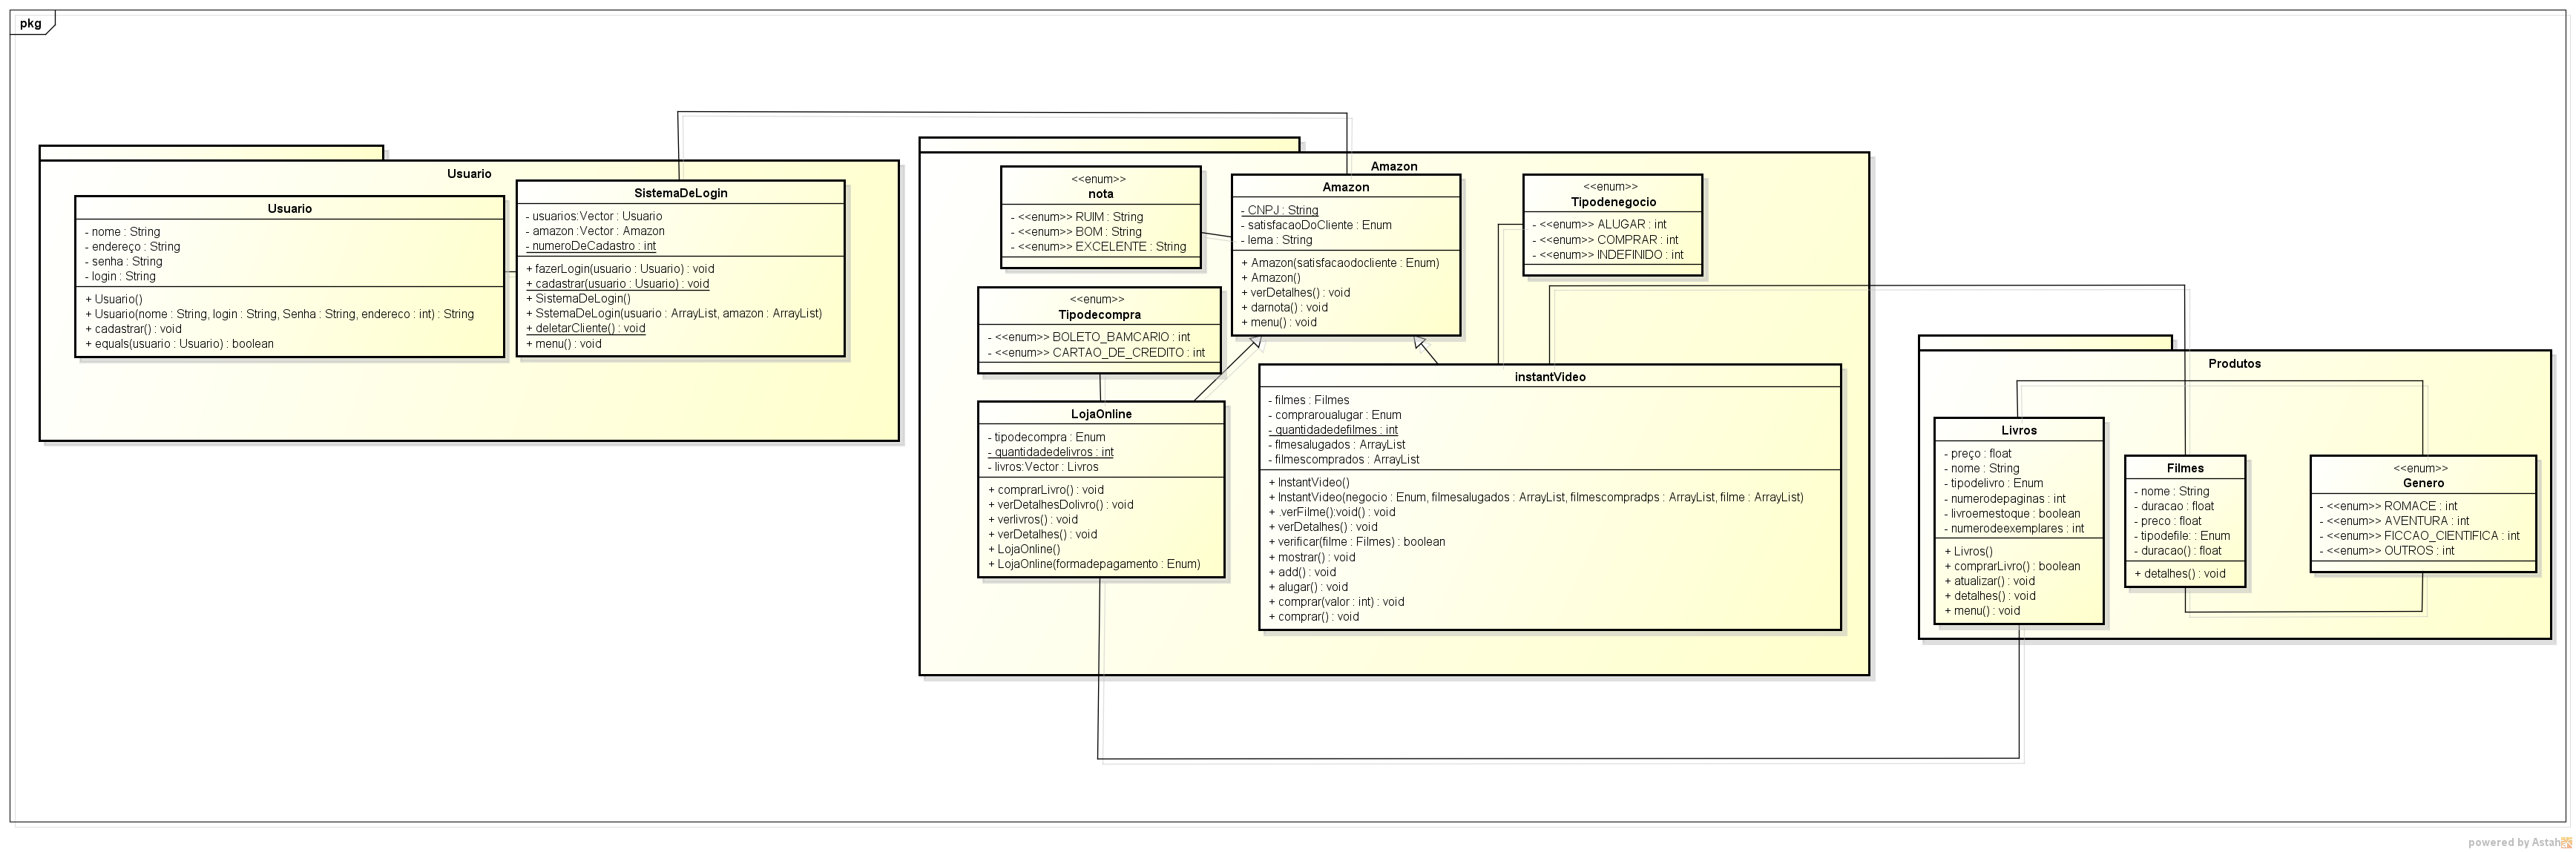 pkg
Usuario
Usuario
- nome : String
- endereço : String
- senha : String
- login : String
+ Usuario()
+ Usuario(nome : String, login : String, Senha : String, endereco : int) : String
+ cadastrar() : void
+ equals(usuario : Usuario) : boolean
SistemaDeLogin
- usuarios:Vector : Usuario
- amazon :Vector : Amazon
- numeroDeCadastro : int
+ fazerLogin(usuario : Usuario) : void
+ cadastrar(usuario : Usuario) : void
+ SistemaDeLogin()
+ SstemaDeLogin(usuario : ArrayList, amazon : ArrayList)
+ deletarCliente() : void
+ menu() : void
Amazon
<<enum>>
nota
- <<enum>> RUIM : String
- <<enum>> BOM : String
- <<enum>> EXCELENTE : String
Amazon
- CNPJ : String
- satisfacaoDoCliente : Enum
- lema : String
+ Amazon(satisfacaodocliente : Enum)
+ Amazon()
+ verDetalhes() : void
+ darnota() : void
+ menu() : void
<<enum>>
Tipodenegocio
- <<enum>> ALUGAR : int
- <<enum>> COMPRAR : int
- <<enum>> INDEFINIDO : int
<<enum>>
Tipodecompra
- <<enum>> BOLETO_BAMCARIO : int
- <<enum>> CARTAO_DE_CREDITO : int
LojaOnline
- tipodecompra : Enum
- quantidadedelivros : int
- livros:Vector : Livros
+ comprarLivro() : void
+ verDetalhesDolivro() : void
+ verlivros() : void
+ verDetalhes() : void
+ LojaOnline()
+ LojaOnline(formadepagamento : Enum)
instantVideo
- filmes : Filmes
- compraroualugar : Enum
- quantidadedefilmes : int
- flmesalugados : ArrayList
- filmescomprados : ArrayList
+ InstantVideo()
+ InstantVideo(negocio : Enum, filmesalugados : ArrayList, filmescompradps : ArrayList, filme : ArrayList)
+ .verFilme():void() : void
+ verDetalhes() : void
+ verificar(filme : Filmes) : boolean
+ mostrar() : void
+ add() : void
+ alugar() : void
+ comprar(valor : int) : void
+ comprar() : void
Produtos
Livros
- preço : float
- nome : String
- tipodelivro : Enum
- numerodepaginas : int
- livroemestoque : boolean
- numerodeexemplares : int
+ Livros()
+ comprarLivro() : boolean
+ atualizar() : void
+ detalhes() : void
+ menu() : void
Filmes
- nome : String
- duracao : float
- preco : float
- tipodefile: : Enum
- duracao() : float
+ detalhes() : void
<<enum>>
Genero
- <<enum>> ROMACE : int
- <<enum>> AVENTURA : int
- <<enum>> FICCAO_CIENTIFICA : int
- <<enum>> OUTROS : int
powered by Astah